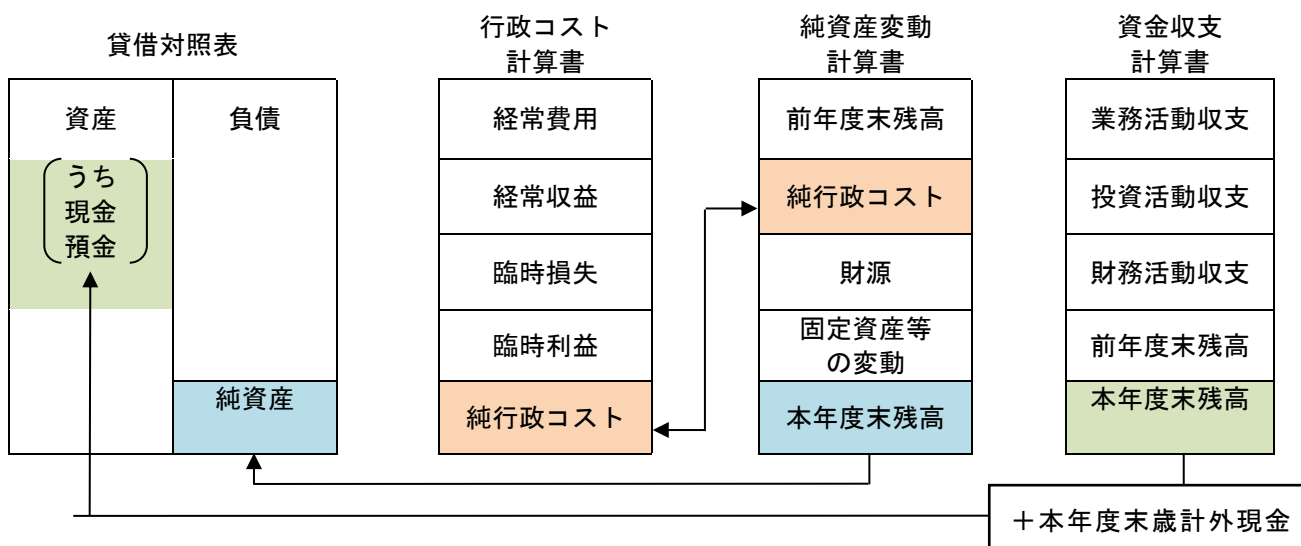 貸借対照表
資産
負債
うち
現金
預金
純資産
行政コスト
計算書
経常費用
経常収益
臨時損失
臨時利益
純行政コスト
純資産変動
計算書
前年度末残高
純行政コスト
財源
固定資産等
の変動
本年度末残高
資金収支
計算書
業務活動収支
投資活動収支
財務活動収支
前年度末残高
本年度末残高
＋本年度末歳計外現金